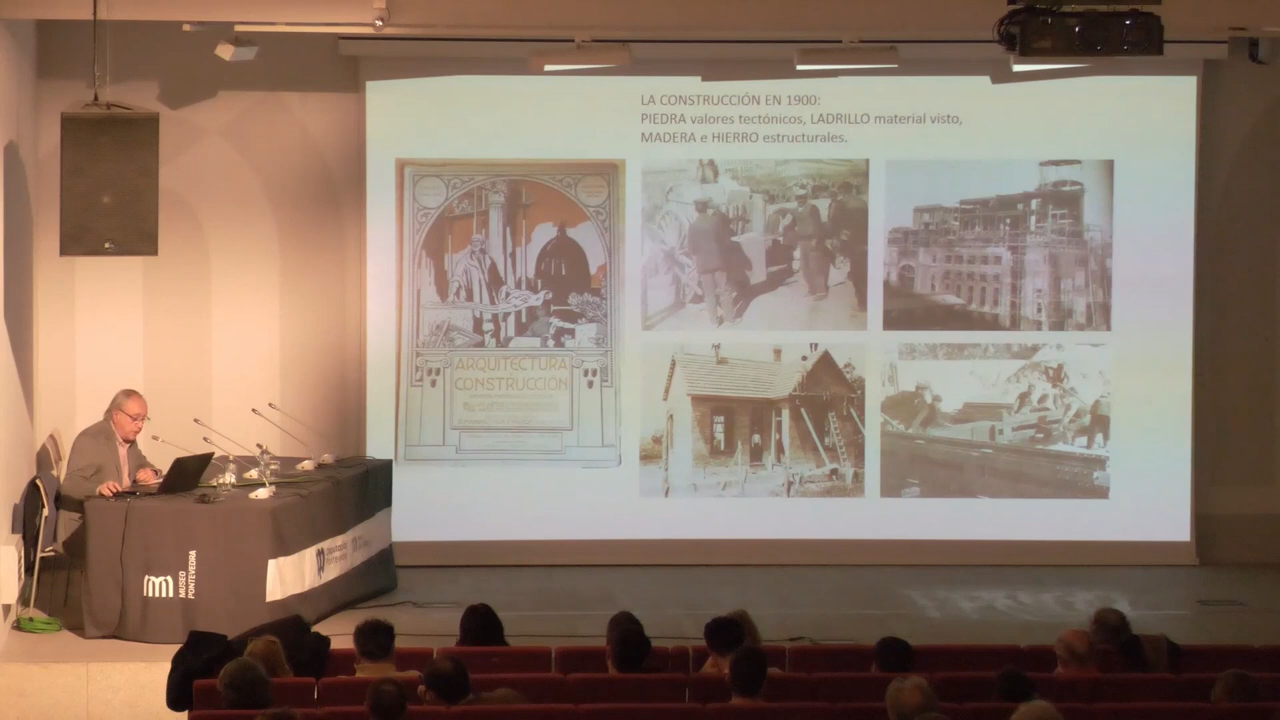 LA CONSTRUCCIÓN EN 1900:
PIEDRA valores tectónicos, LADRILLO material visto,
MADERA e HIERRO estructurales.
ARQUITECTURA
CONSTRUCCIÓN
MUSEO
PONTEVEDRA